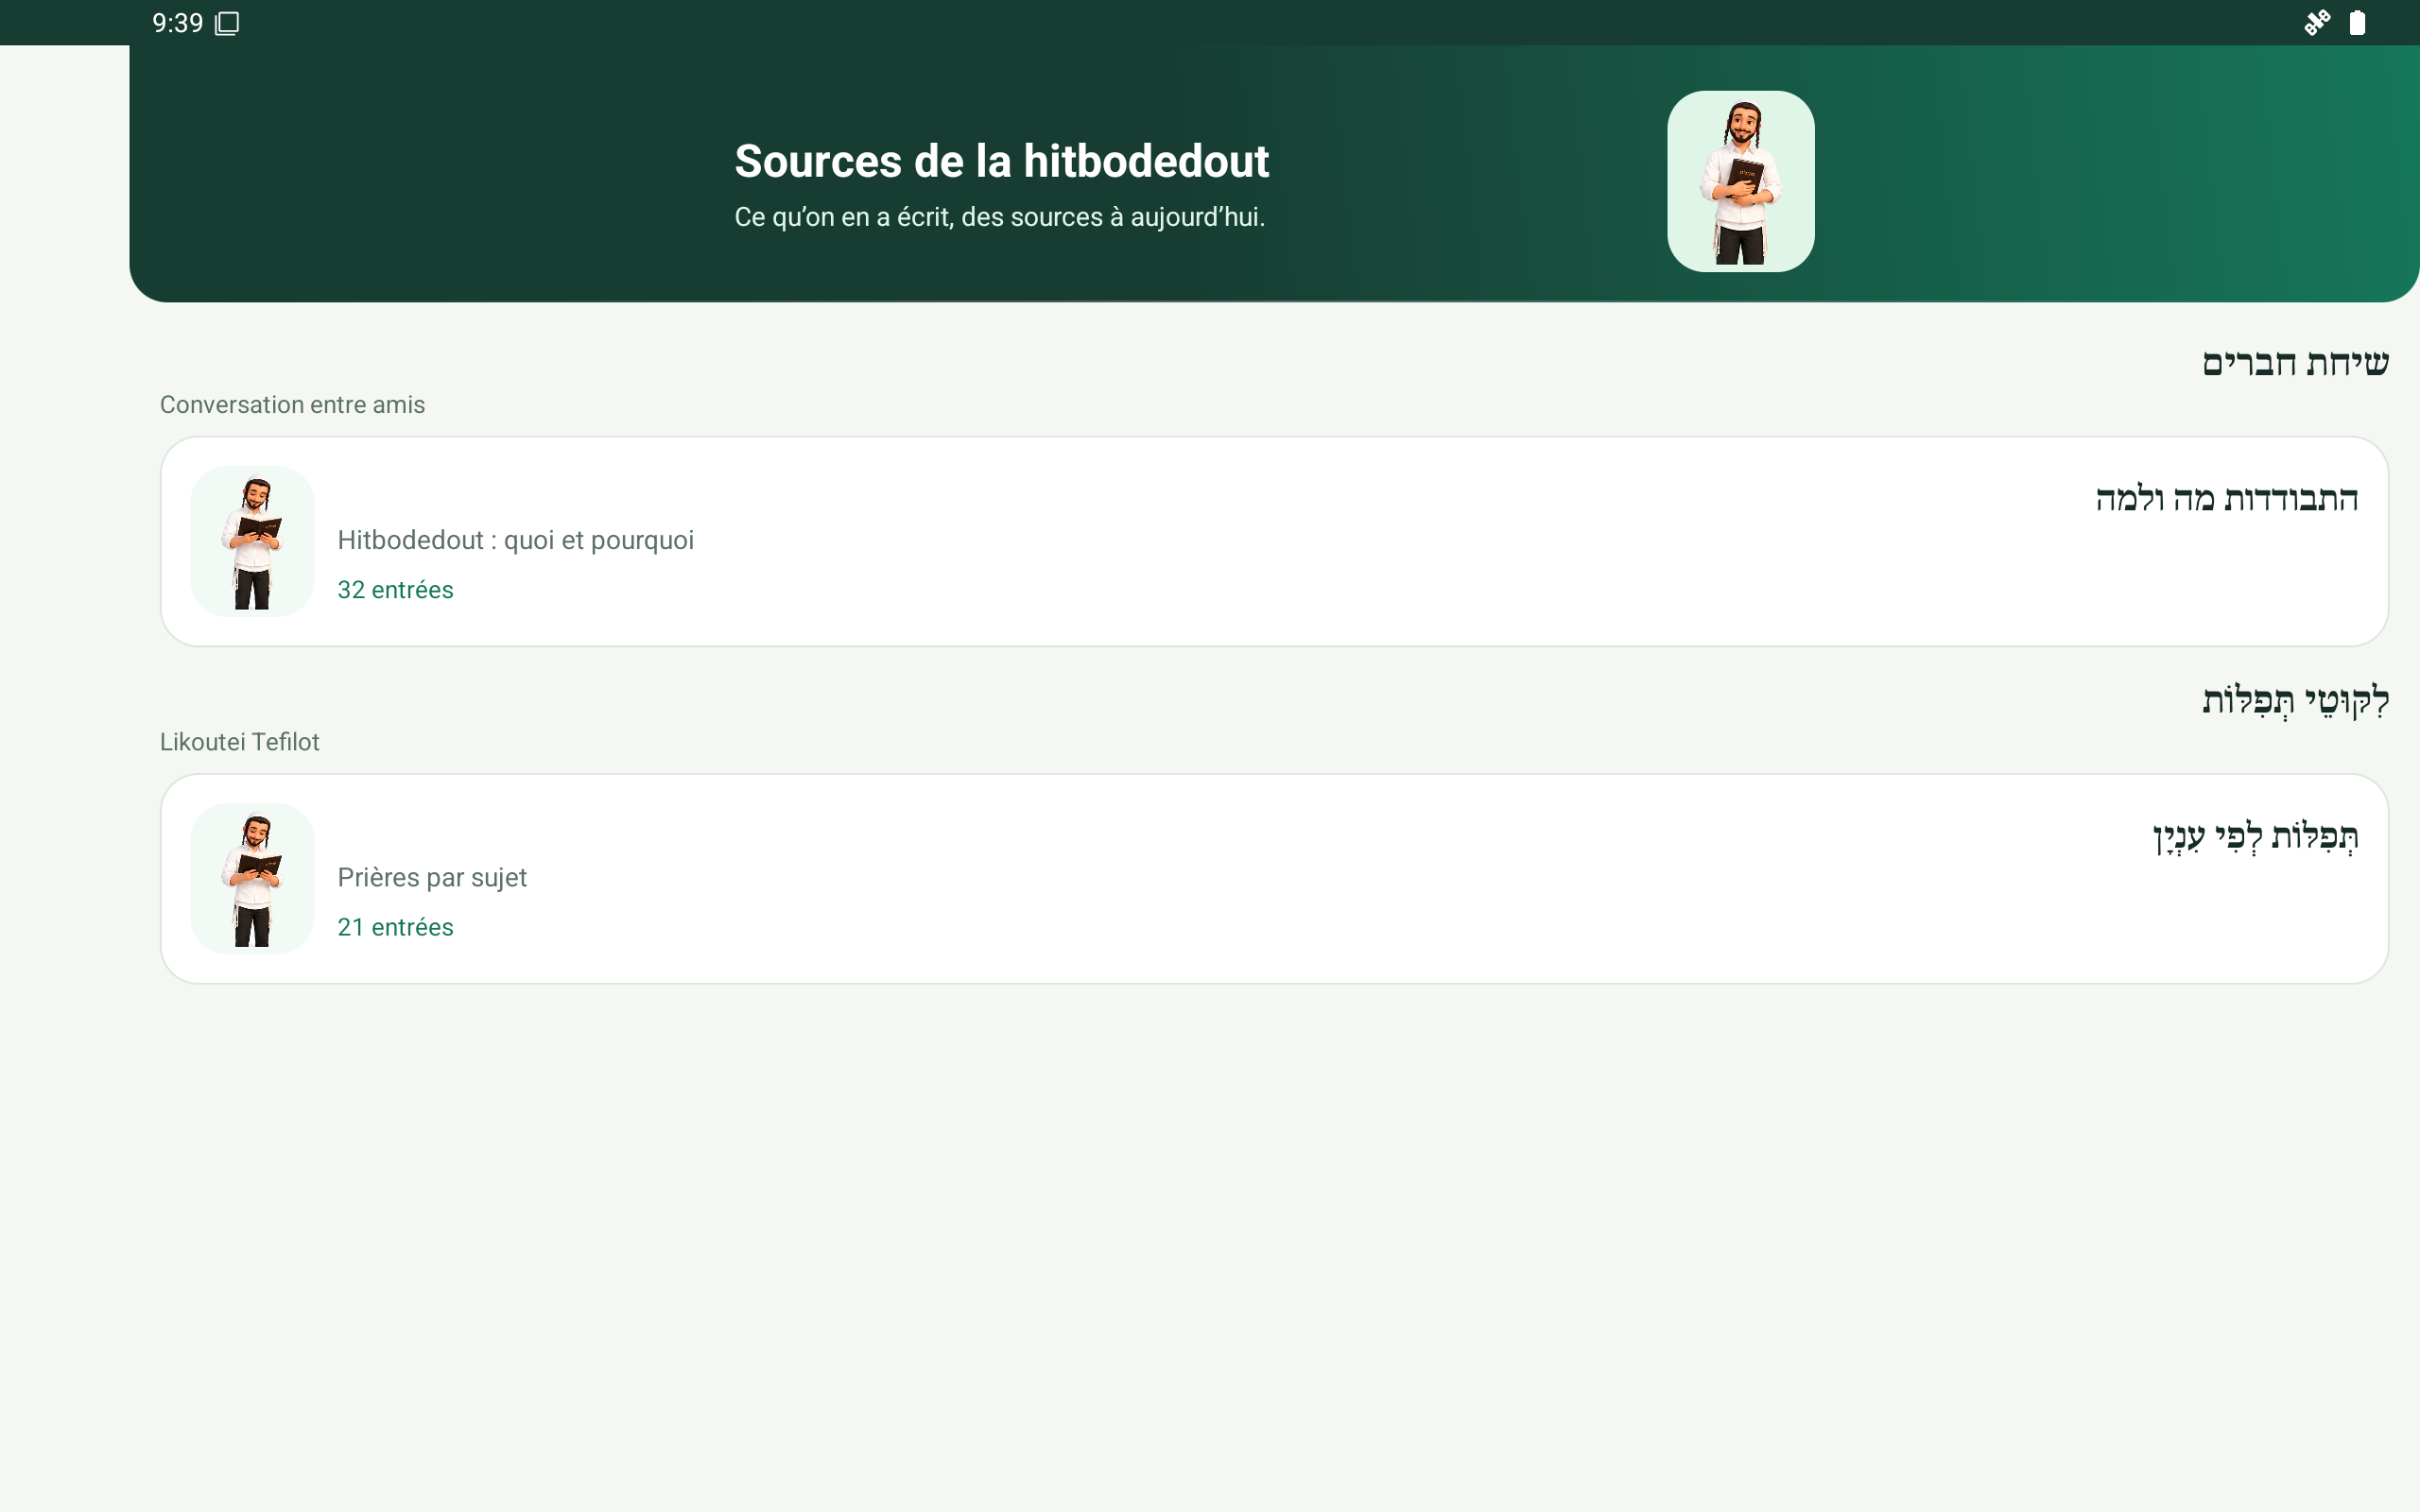 9:39
Sources de la hitbodedout
Ce qu’on en a écrit, des sources à aujourd’hui.
שיחת חברים
Conversation entre amis
התבודדות מה ולמה
Hitbodedout : quoi et pourquoi
32 entrées
לִקּוּטֵי תְּפִלּוֹת
Likoutei Tefilot
תְּפִלּוֹת לְפִי עִנְיָן
Prières par sujet
21 entrées